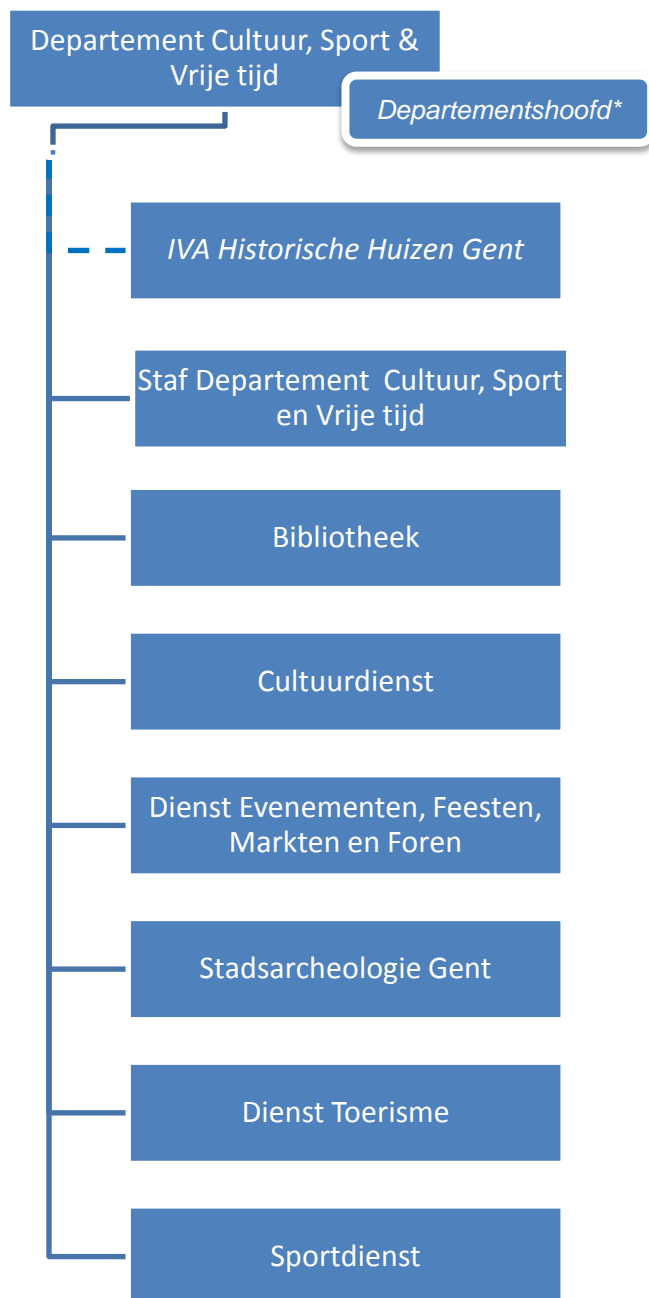 Departement Cultuur, Sport &
Vrije tijd
Departementshoofd*
IVA Historische Huizen Gent
Staf Departement Cultuur, Sport
en Vrije tijd
Bibliotheek
Cultuurdienst
Dienst Evenementen, Feesten,
Markten en Foren
Stadsarcheologie Gent
Dienst Toerisme
Sportdienst